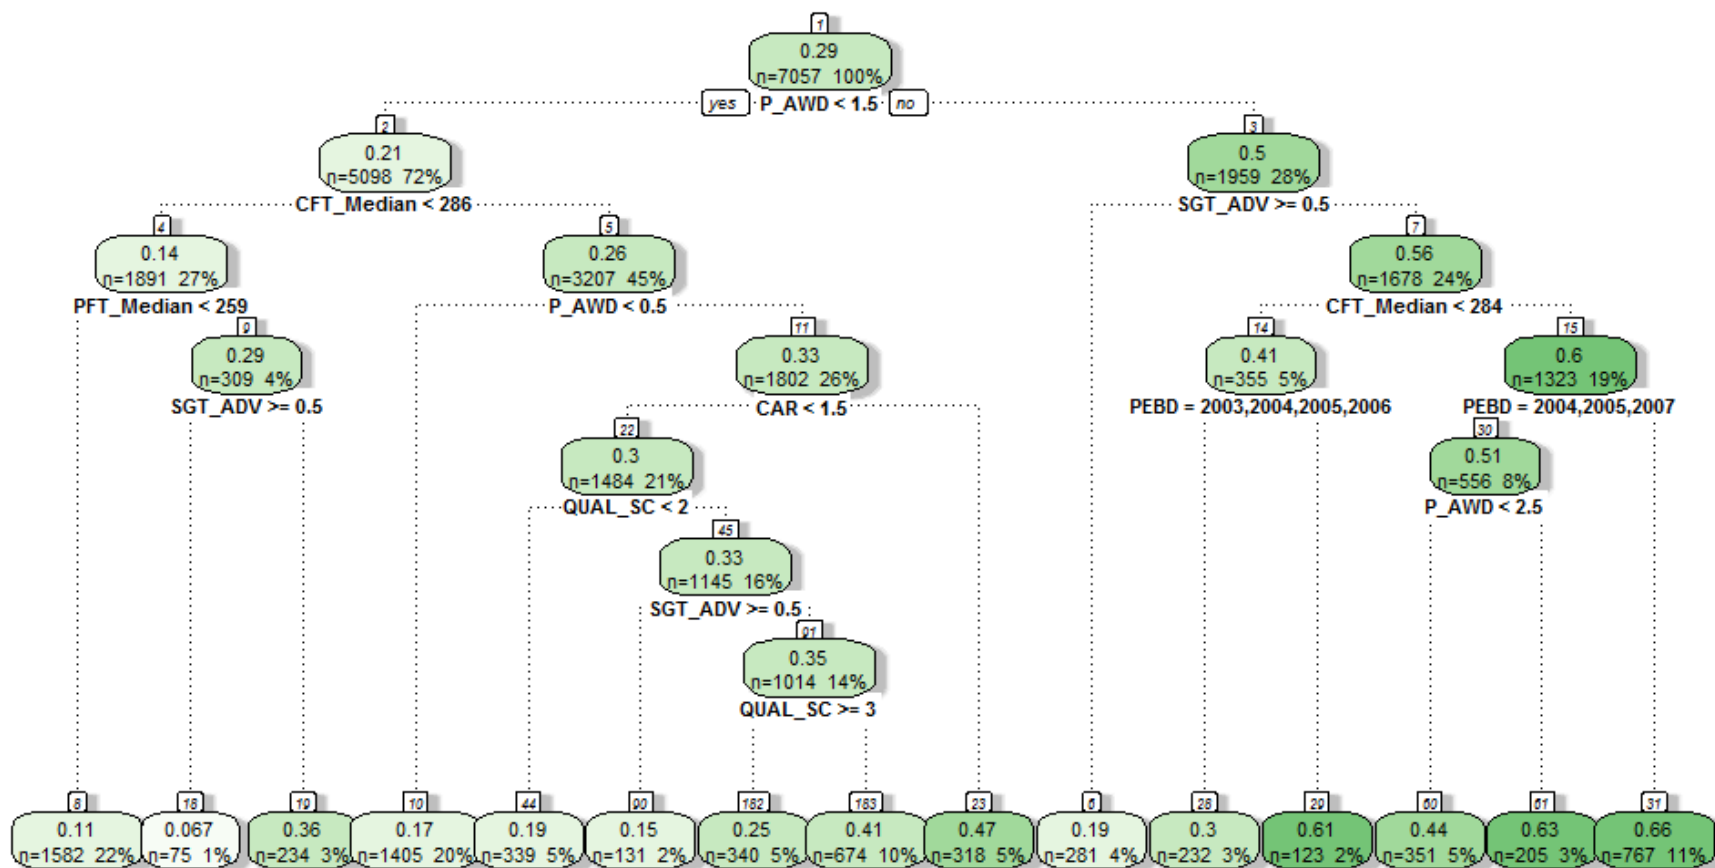 1
0.29
n=7057 100%
yes P_AWD < 1.5 no
2
0.21
n=5098 72%
CFT_Median < 286
3
0.5
n=1959 28%
SGT_ADV >= 0.5
4
0.14
n=1891 27%
PFT_Median < 259
5
0.26
n=3207 45%
P_AWD < 0.5
7
0.56
n=1678 24%
CFT_Median < 284
9
0.29
n=309 4%
SGT_ADV >= 0.5
11
0.33
n=1802 26%
CAR < 1.5
14
0.41
n=355 5%
PEBD = 2003,2004,2005,2006
15
0.6
n=1323 19%
PEBD = 2004,2005,2007
22
0.3
n=1484 21%
QUAL_SC < 2
30
0.51
n=556 8%
P_AWD < 2.5
45
0.33
n=1145 16%
SGT_ADV >= 0.5
91
0.35
n=1014 14%
QUAL_SC >= 3
8
0.11
n=1582 22%
18
0.067
n=75 1%
19
0.36
n=234 3%
10
0.17
n=1405 20%
44
0.19
n=339 5%
90
0.15
n=131 2%
182
0.25
n=340 5%
183
0.41
n=674 10%
23
0.47
n=318 5%
6
0.19
n=281 4%
28
0.3
n=232 3%
29
0.61
n=123 2%
60
0.44
n=351 5%
61
0.63
n=205 3%
31
0.66
n=767 11%